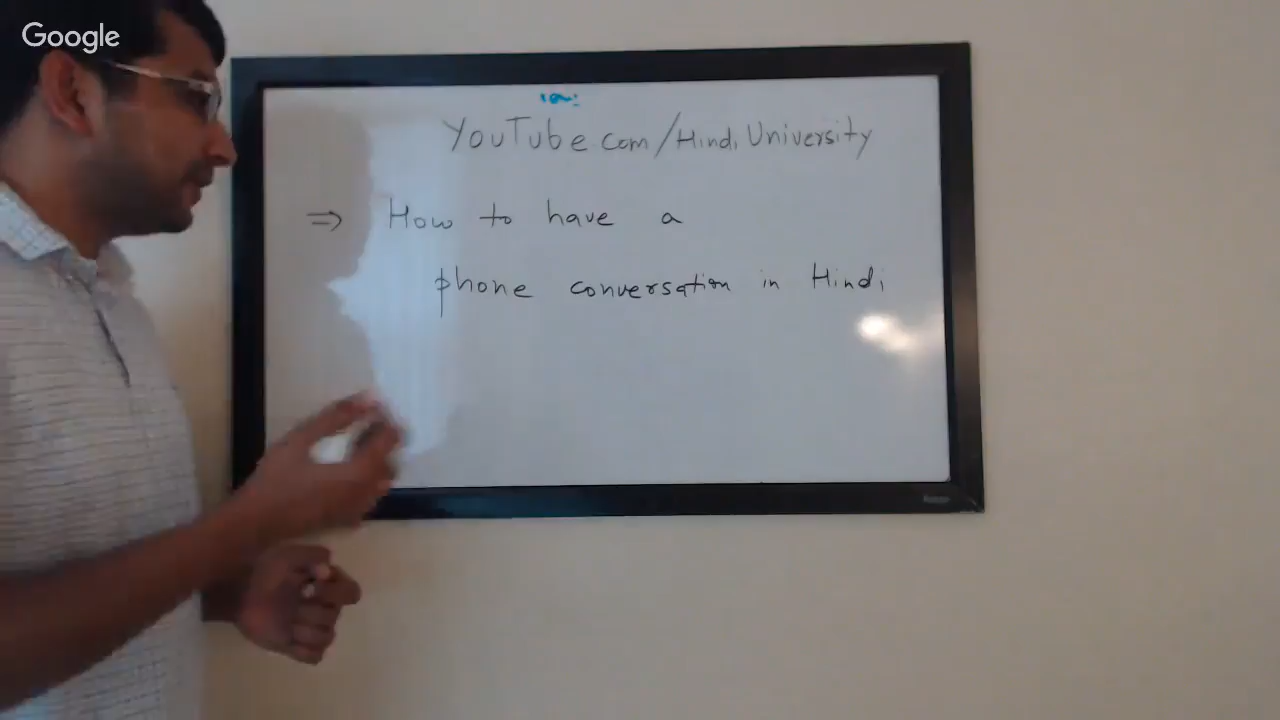 Google
YouTube.com/Hindi University
⇒ How to have a
phone conversation in Hindi